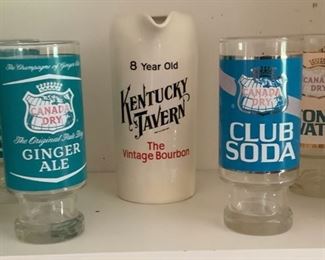 The Champagne of Ginger Ales
CANADA
DRY
The Original Pale Dry
GINGER
ALE
8 Year Old
KENTUCKY
TAVERN
The
Vintage Bourbon
CANADA
DRY
CLUB
SODA
CANADA
DRY